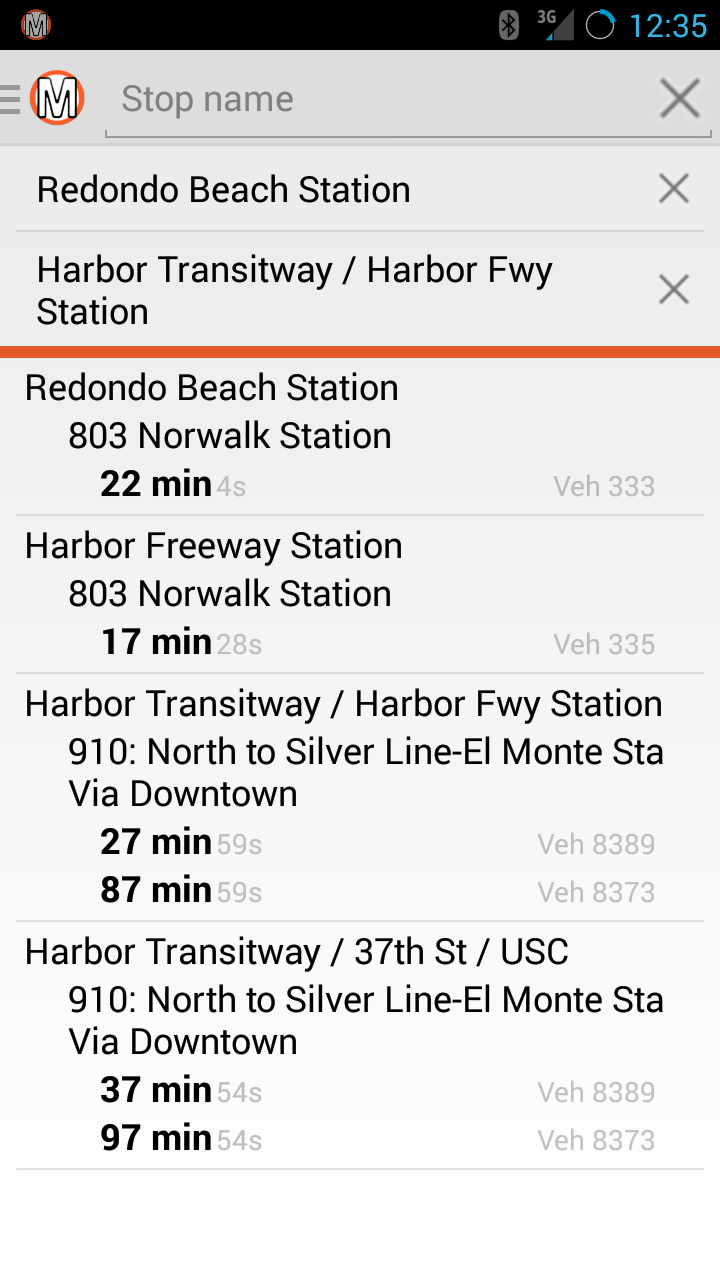 M
3G
12:35
M
Stop name
Redondo Beach Station
Harbor Transitway / Harbor Fwy
Station
Redondo Beach Station
803 Norwalk Station
22 min 4s Veh 333
Harbor Freeway Station
803 Norwalk Station
17 min 28s Veh 335
Harbor Transitway / Harbor Fwy Station
910: North to Silver Line-El Monte Sta
Via Downtown
27 min 59s Veh 8389
87 min 59s Veh 8373
Harbor Transitway / 37th St / USC
910: North to Silver Line-El Monte Sta
Via Downtown
37 min 54s Veh 8389
97 min 54s Veh 8373